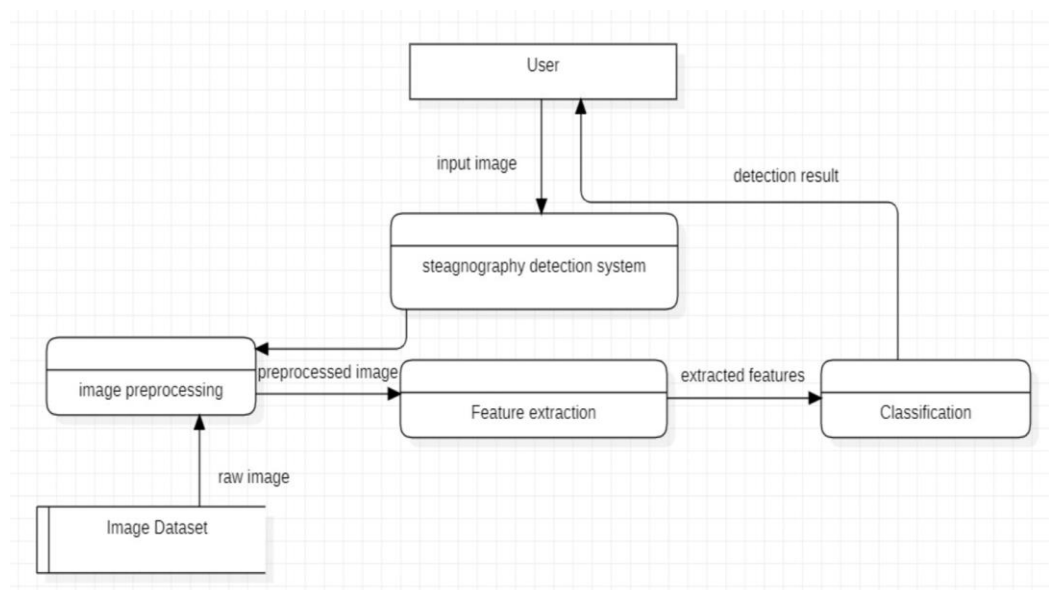 User
input image
detection result
steagnography detection system
image preprocessing
preprocessed image
Feature extraction
extracted features
Classification
raw image
Image Dataset